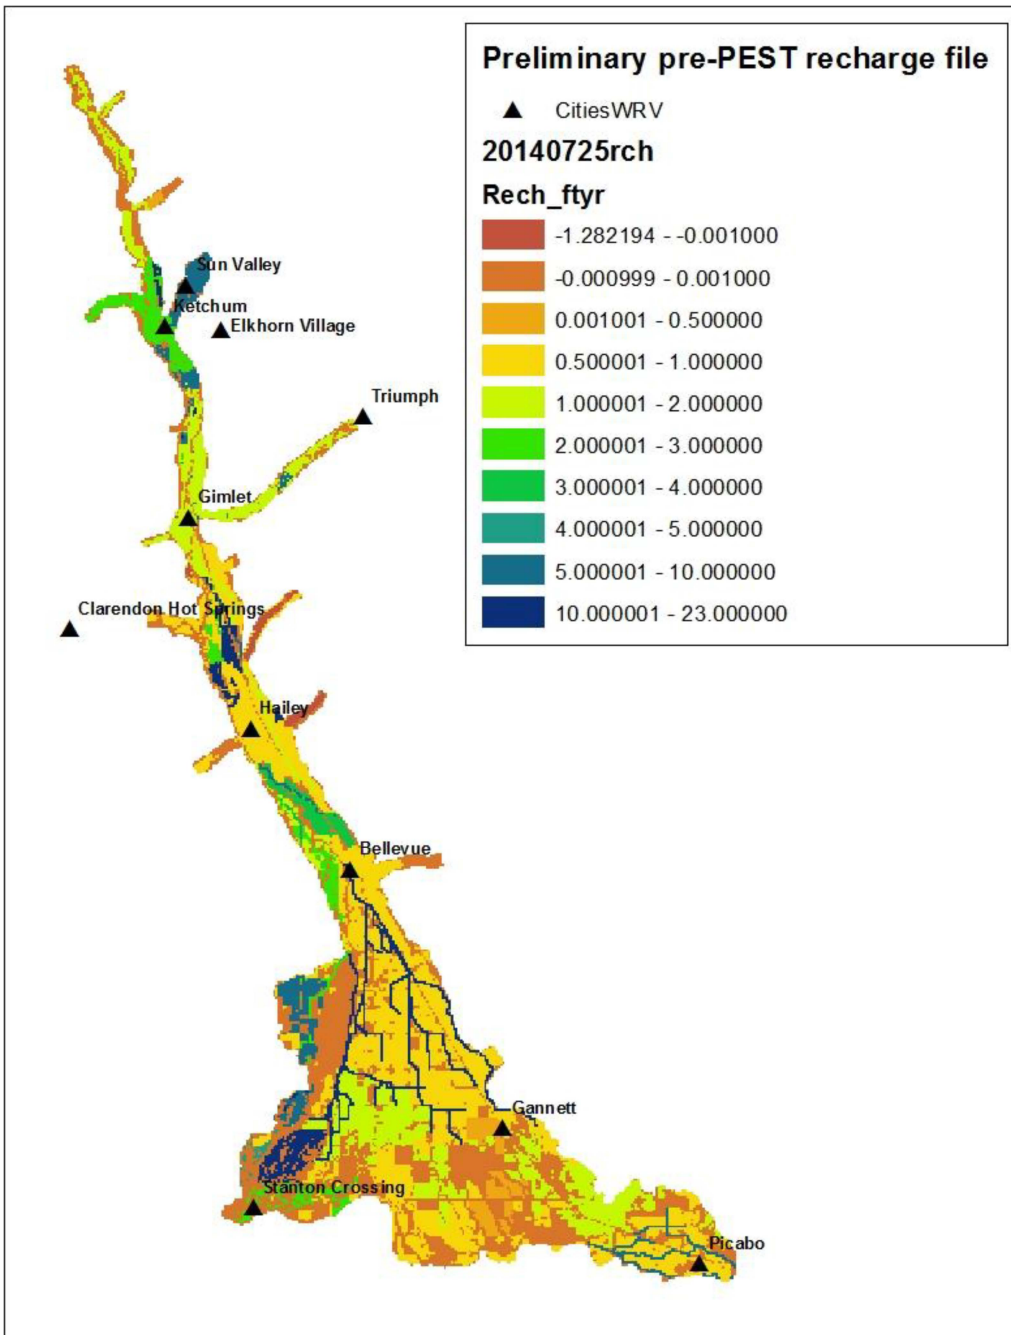 Preliminary pre-PEST recharge file
CitiesWRV
20140725rch
Rech_ftyr
-1.282194 - -0.001000
-0.000999 - 0.001000
0.001001 - 0.500000
0.500001 - 1.000000
1.000001 - 2.000000
2.000001 - 3.000000
3.000001 - 4.000000
4.000001 - 5.000000
5.000001 - 10.000000
10.000001 - 23.000000
Sun Valley
Ketchum
Elkhorn Village
Triumph
Gimlet
Clarendon Hot Springs
Hailey
Bellevue
Gannett
Stanton Crossing
Picabo